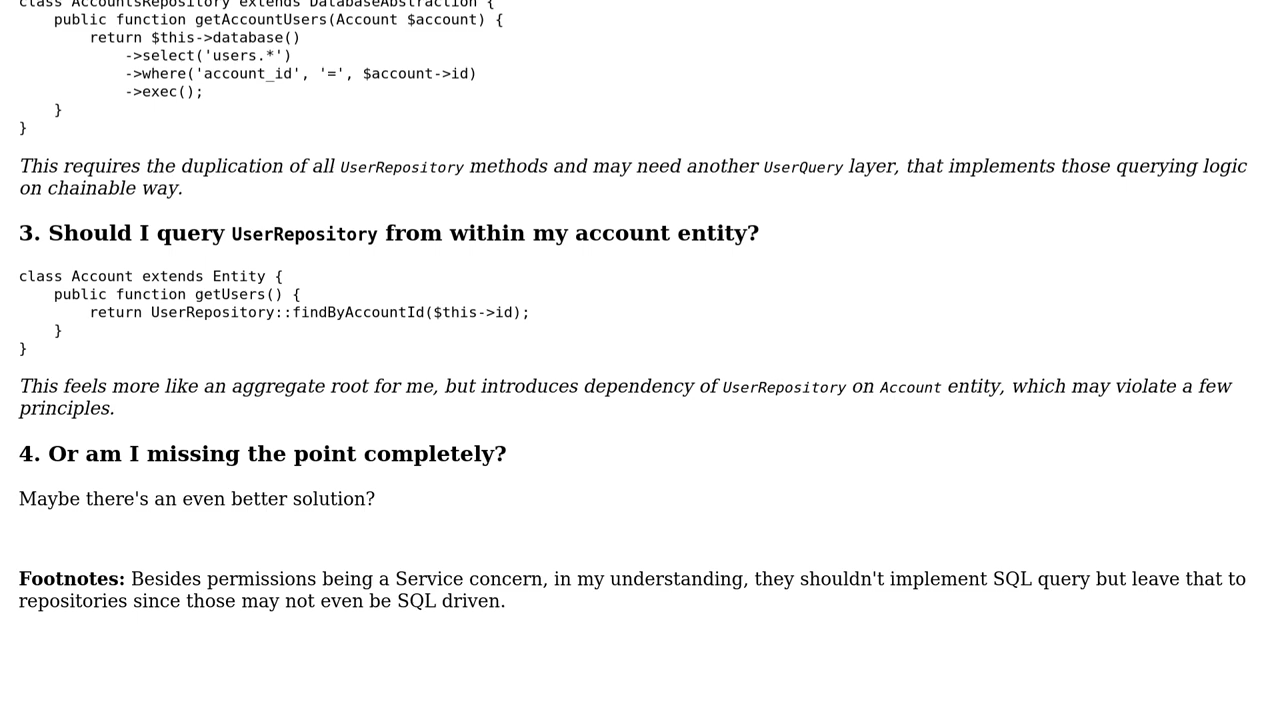 class AccountsRepository extends DatabaseAbstraction {
    public function getAccountUsers(Account $account) {
        return $this->database()
            ->select('users.*')
            ->where('account_id', '=', $account->id)
            ->exec();
    }
}
This requires the duplication of all UserRepository methods and may need another UserQuery layer, that implements those querying logic
on chainable way.
3. Should I query UserRepository from within my account entity?
class Account extends Entity {
    public function getUsers() {
        return UserRepository::findByAccountId($this->id);
    }
}
This feels more like an aggregate root for me, but introduces dependency of UserRepository on Account entity, which may violate a few
principles.
4. Or am I missing the point completely?
Maybe there's an even better solution?
Footnotes: Besides permissions being a Service concern, in my understanding, they shouldn't implement SQL query but leave that to
repositories since those may not even be SQL driven.